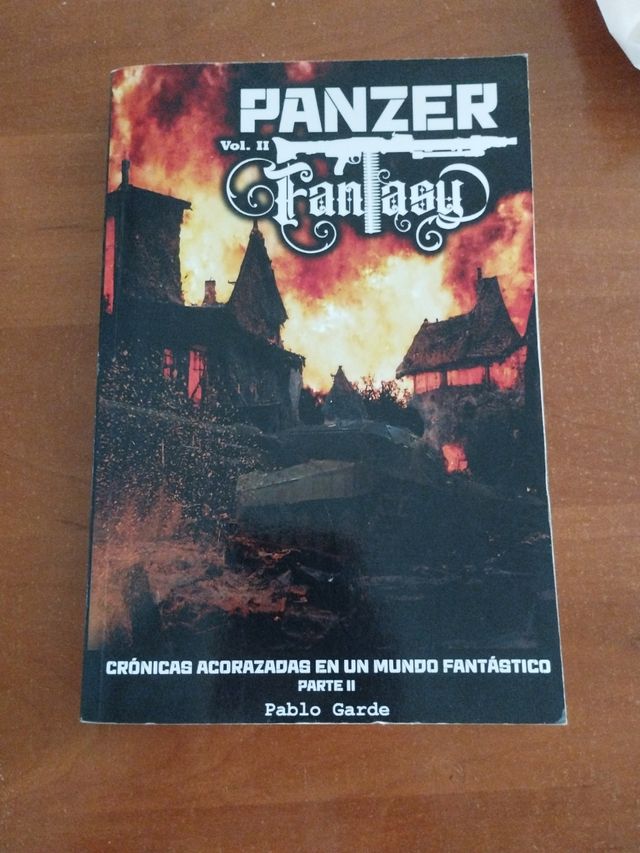 PANZER
Vol. II
Fantasy
CRÓNICAS ACORAZADAS EN UN MUNDO FANTÁSTICO
PARTE II
Pablo Garde